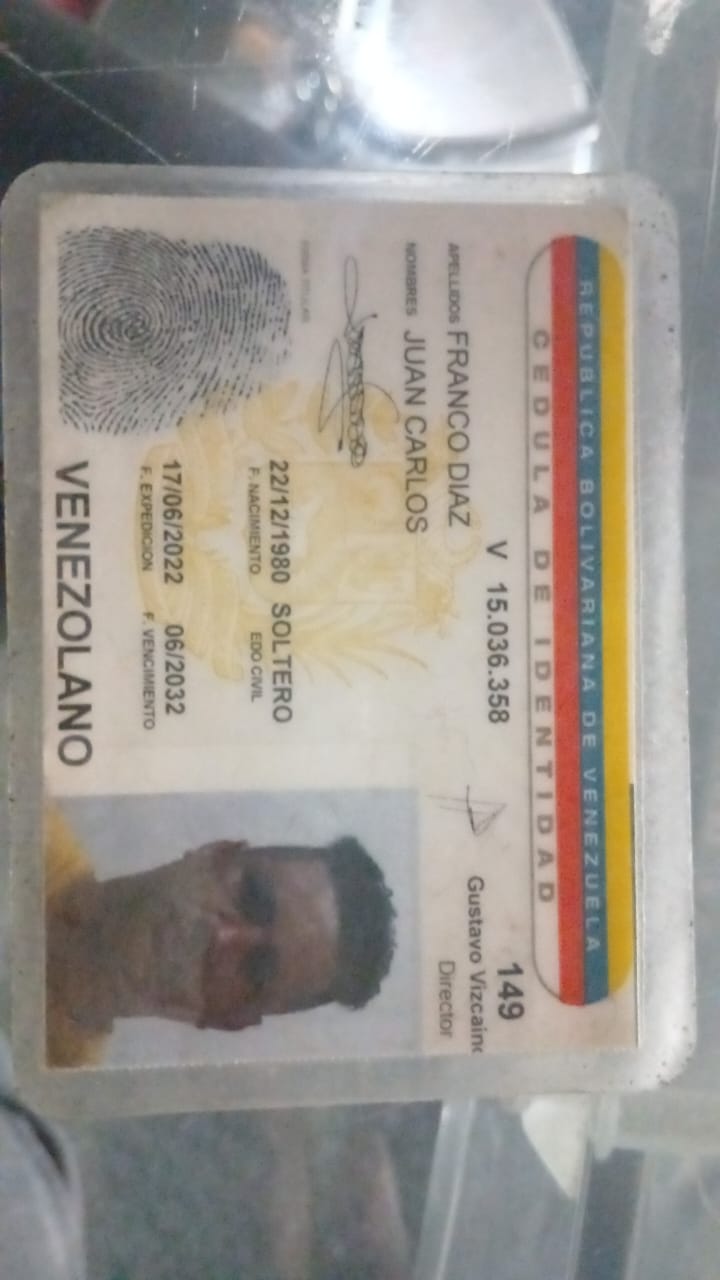 REPUBLICA BOLIVARIANA DE VENEZUELA
CEDULA DE IDENTIDAD
V 15.036.358
149
Gustavo Vizcaino
Director
APELLIDOS FRANCO DIAZ
NOMBRES JUAN CARLOS
22/12/1980 SOLTERO
F. NACIMIENTO EDO CIVIL
17/06/2022 06/2032
F. EXPEDICION F. VENCIMIENTO
VENEZOLANO